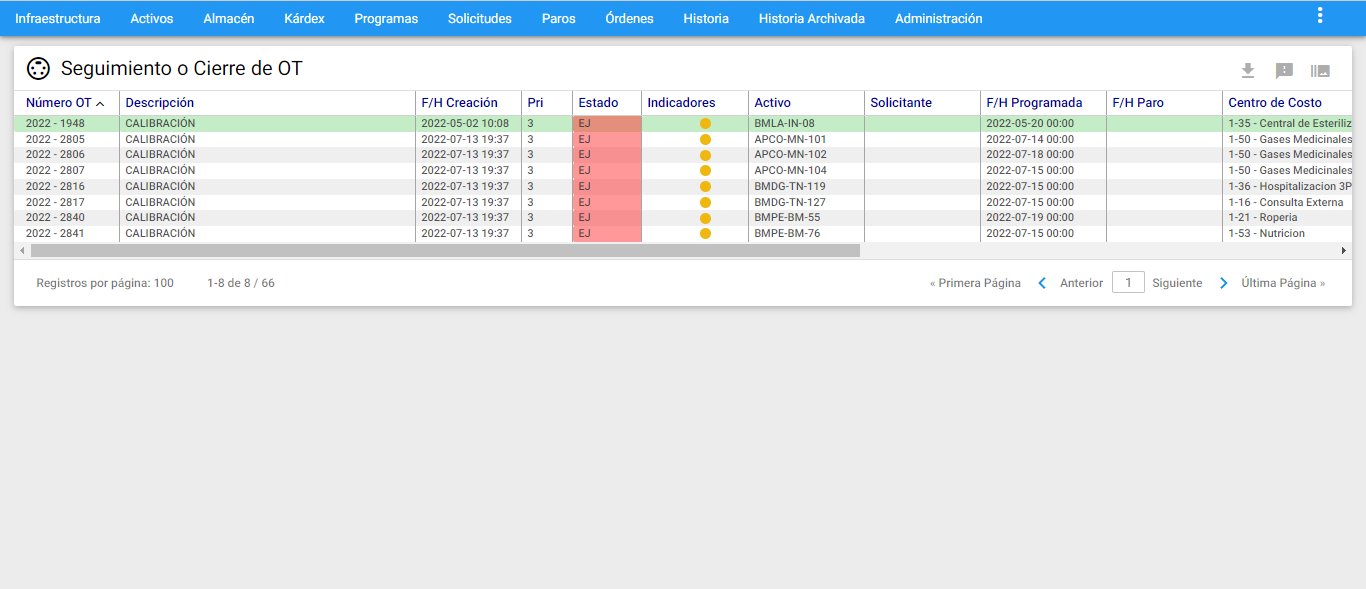 Infraestructura Activos Almacén Kárdex Programas Solicitudes Paros Órdenes Historia Historia Archivada Administración
Seguimiento o Cierre de OT
Número OT Descripción F/H Creación Pri Estado Indicadores Activo Solicitante F/H Programada F/H Paro Centro de Costo
2022 - 1948 CALIBRACIÓN 2022-05-02 10:08 3 EJ BMLA-IN-08 2022-05-20 00:00 1-35 - Central de Esteriliz
2022 - 2805 CALIBRACIÓN 2022-07-13 19:37 3 EJ APCO-MN-101 2022-07-14 00:00 1-50 - Gases Medicinales
2022 - 2806 CALIBRACIÓN 2022-07-13 19:37 3 EJ APCO-MN-102 2022-07-18 00:00 1-50 - Gases Medicinales
2022 - 2807 CALIBRACIÓN 2022-07-13 19:37 3 EJ APCO-MN-104 2022-07-15 00:00 1-50 - Gases Medicinales
2022 - 2816 CALIBRACIÓN 2022-07-13 19:37 3 EJ BMDG-TN-119 2022-07-15 00:00 1-36 - Hospitalizacion 3P
2022 - 2817 CALIBRACIÓN 2022-07-13 19:37 3 EJ BMDG-TN-127 2022-07-15 00:00 1-16 - Consulta Externa
2022 - 2840 CALIBRACIÓN 2022-07-13 19:37 3 EJ BMPE-BM-55 2022-07-19 00:00 1-21 - Roperia
2022 - 2841 CALIBRACIÓN 2022-07-13 19:37 3 EJ BMPE-BM-76 2022-07-15 00:00 1-53 - Nutricion
Registros por página: 100 1-8 de 8 / 66 « Primera Página Anterior 1 Siguiente Última Página »